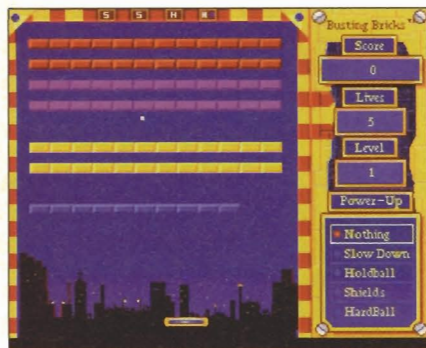 S S H
Busting Bricks
Score
0
Lives
5
Level
1
Power-Up
Nothing
Slow Down
Holdball
Shields
HardBall